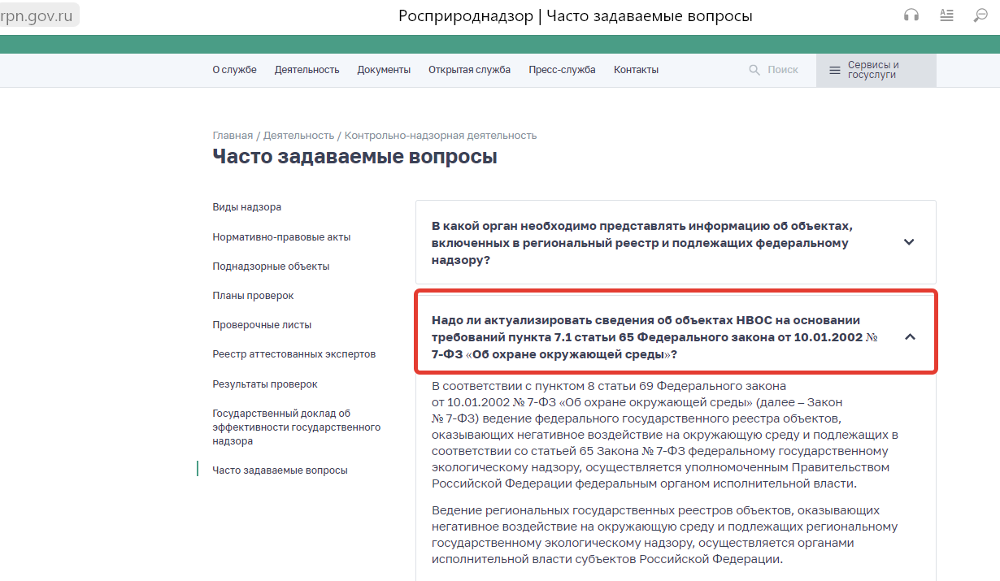 rpn.gov.ru
Росприроднадзор | Часто задаваемые вопросы
О службе Деятельность Документы Открытая служба Пресс-служба Контакты Поиск Сервисы и
госуслуги
Главная / Деятельность / Контрольно-надзорная деятельность
Часто задаваемые вопросы
Виды надзора
Нормативно-правовые акты
Поднадзорные объекты
Планы проверок
Проверочные листы
Реестр аттестованных экспертов
Результаты проверок
Государственный доклад об
эффективности государственного
надзора
Часто задаваемые вопросы
В какой орган необходимо представлять информацию об объектах,
включенных в региональный реестр и подлежащих федеральному
надзору?
Надо ли актуализировать сведения об объектах НВОС на основании
требований пункта 7.1 статьи 65 Федерального закона от 10.01.2002 №
7-ФЗ «Об охране окружающей среды»?
В соответствии с пунктом 8 статьи 69 Федерального закона
от 10.01.2002 № 7-ФЗ «Об охране окружающей среды» (далее – Закон
№ 7-ФЗ) ведение федерального государственного реестра объектов,
оказывающих негативное воздействие на окружающую среду и подлежащих в
соответствии со статьей 65 Закона № 7-ФЗ федеральному государственному
экологическому надзору, осуществляется уполномоченным Правительством
Российской Федерации федеральным органом исполнительной власти.
Ведение региональных государственных реестров объектов, оказывающих
негативное воздействие на окружающую среду и подлежащих региональному
государственному экологическому надзору, осуществляется органами
исполнительной власти субъектов Российской Федерации.